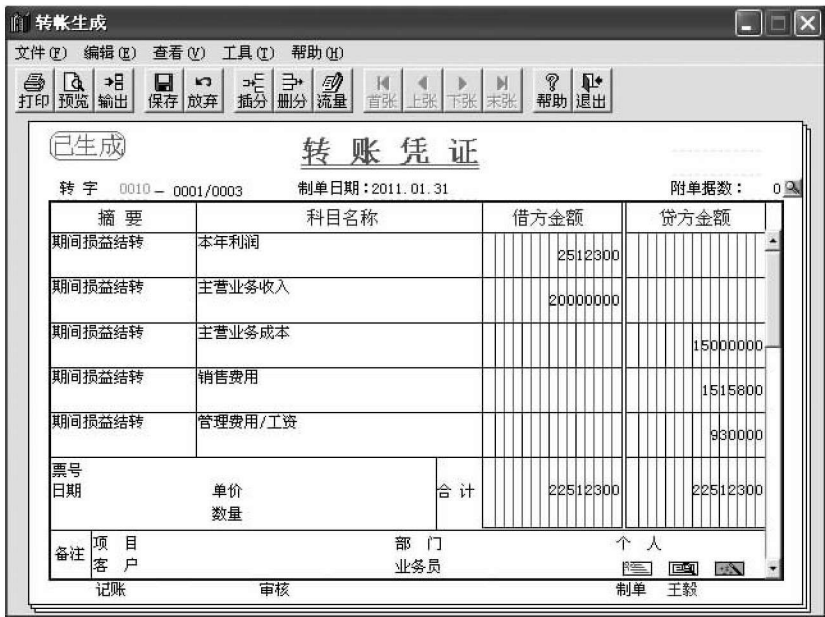 转帐生成
文件(F) 编辑(E) 查看(V) 工具(T) 帮助(H)
打印 预览 输出 保存 放弃 插分 删分 流量 首张 上张 下张 末张 帮助 退出
已生成
转账凭证
转 字 0010 - 0001/0003 制单日期:2011.01.31 附单据数: 0
摘 要 科目名称 借方金额 贷方金额
期间损益结转 本年利润 2512300
期间损益结转 主营业务收入 20000000
期间损益结转 主营业务成本 15000000
期间损益结转 销售费用 1515800
期间损益结转 管理费用/工资 930000
票号
日期 单价 合 计 22512300 22512300
数量
备注 项 目 部 门 个 人
客 户 业务员
记账 审核 制单 王毅